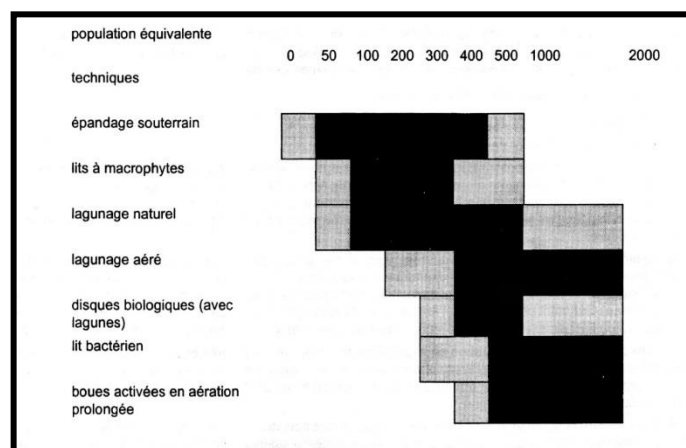 population équivalente
0 50 100 200 300 400 500 1000 2000
techniques
épandage souterrain
lits à macrophytes
lagunage naturel
lagunage aéré
disques biologiques (avec
lagunes)
lit bactérien
boues activées en aération
prolongée